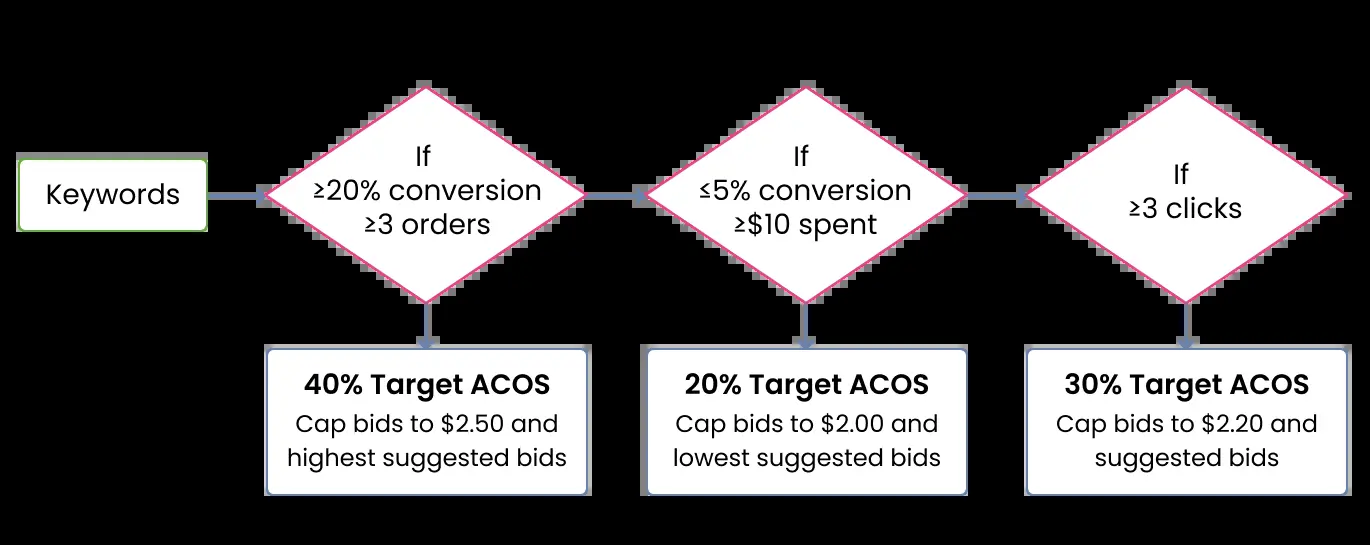 Keywords
If
≥20% conversion
≥3 orders
If
≤5% conversion
≥$10 spent
If
≥3 clicks
40% Target ACOS
Cap bids to $2.50 and
highest suggested bids
20% Target ACOS
Cap bids to $2.00 and
lowest suggested bids
30% Target ACOS
Cap bids to $2.20 and
suggested bids